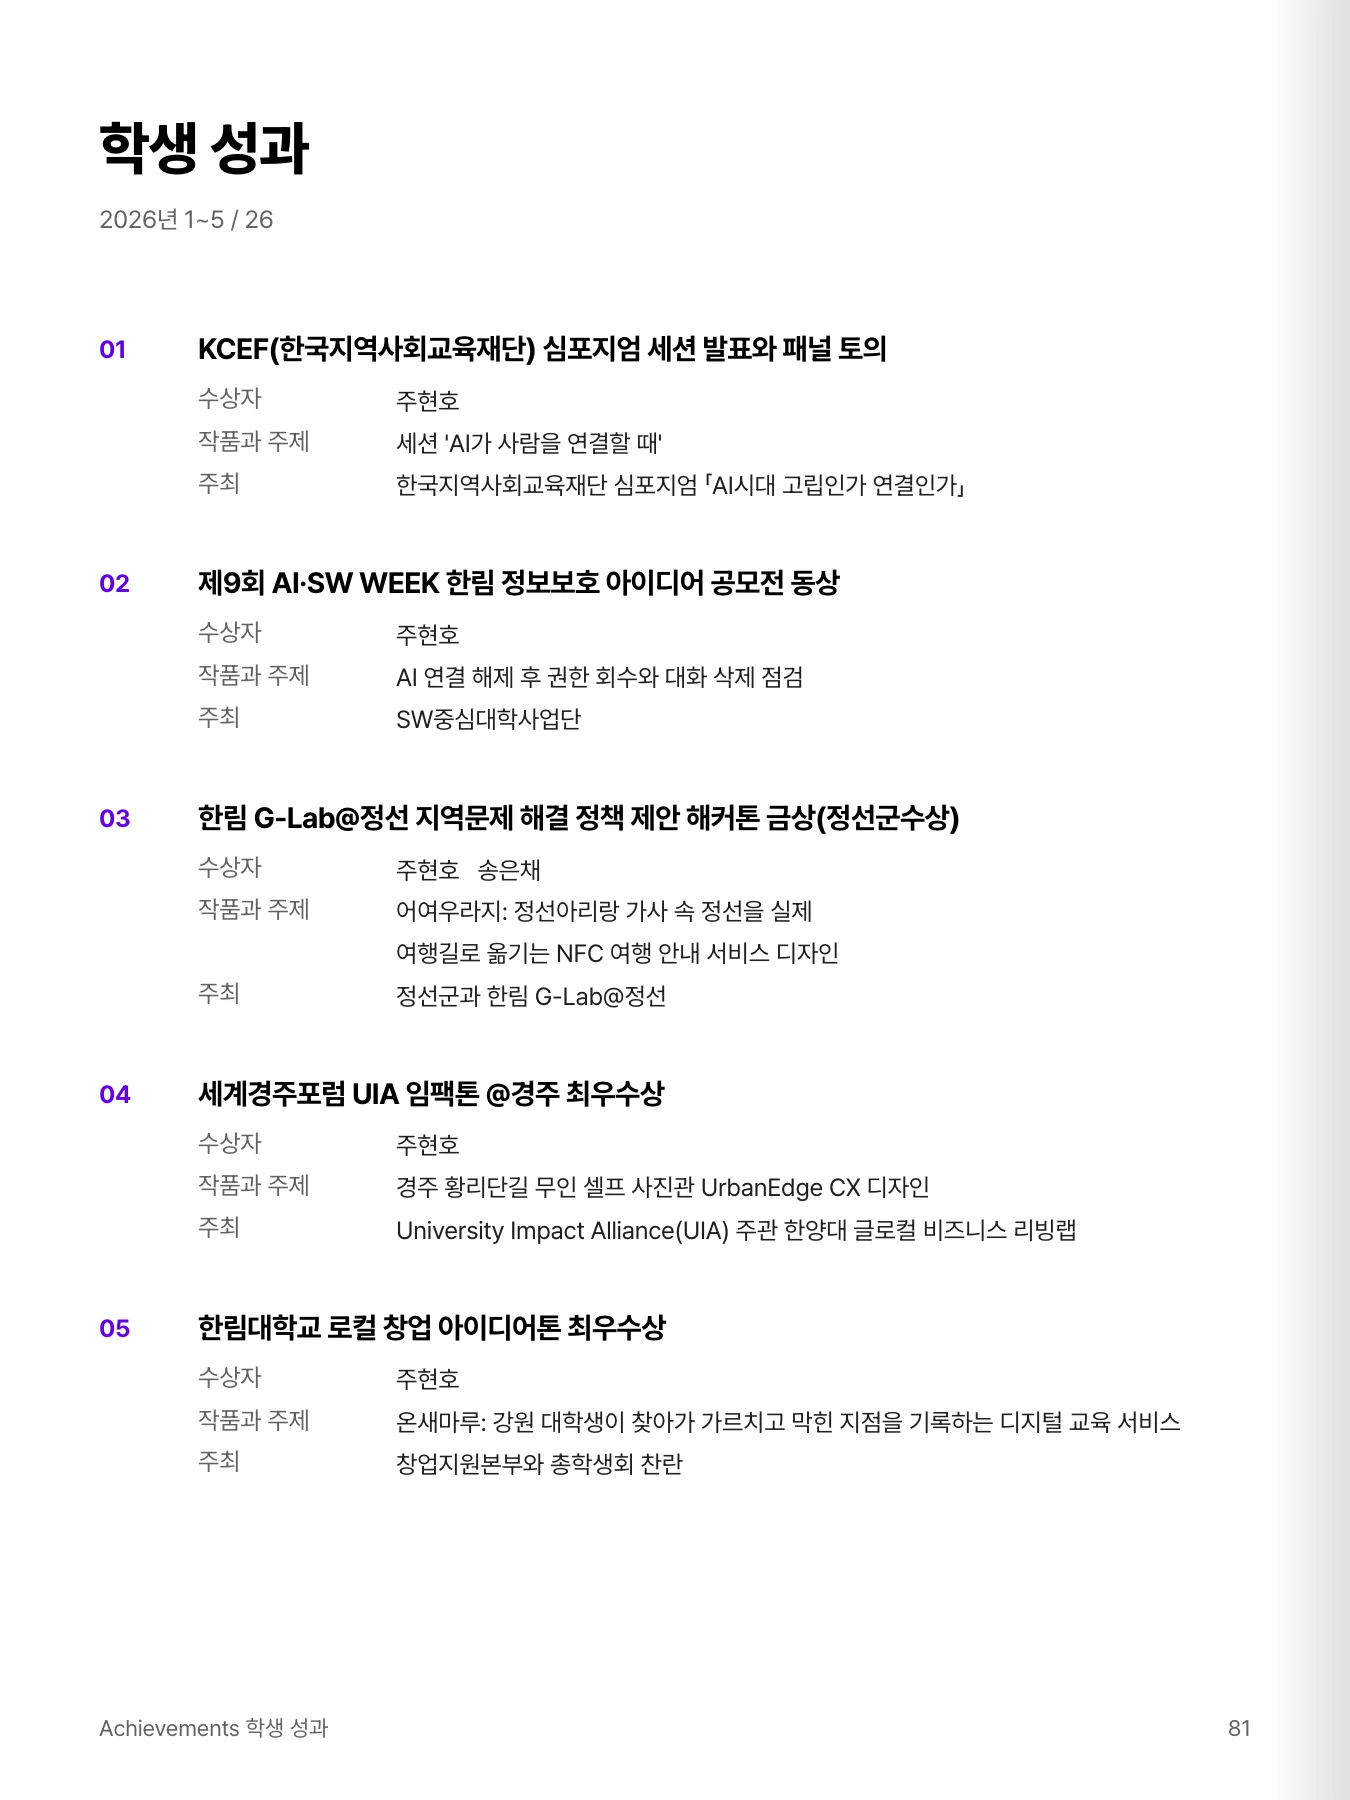 학생 성과
2026년 1~5 / 26
01 KCEF(한국지역사회교육재단) 심포지엄 세션 발표와 패널 토의
수상자 주현호
작품과 주제 세션 'AI가 사람을 연결할 때'
주최 한국지역사회교육재단 심포지엄 「AI시대 고립인가 연결인가」
02 제9회 AI·SW WEEK 한림 정보보호 아이디어 공모전 동상
수상자 주현호
작품과 주제 AI 연결 해제 후 권한 회수와 대화 삭제 점검
주최 SW중심대학사업단
03 한림 G-Lab@정선 지역문제 해결 정책 제안 해커톤 금상(정선군수상)
수상자 주현호 송은채
작품과 주제 어여우라지: 정선아리랑 가사 속 정선을 실제
여행길로 옮기는 NFC 여행 안내 서비스 디자인
주최 정선군과 한림 G-Lab@정선
04 세계경주포럼 UIA 임팩톤 @경주 최우수상
수상자 주현호
작품과 주제 경주 황리단길 무인 셀프 사진관 UrbanEdge CX 디자인
주최 University Impact Alliance(UIA) 주관 한양대 글로컬 비즈니스 리빙랩
05 한림대학교 로컬 창업 아이디어톤 최우수상
수상자 주현호
작품과 주제 온새마루: 강원 대학생이 찾아가 가르치고 막힌 지점을 기록하는 디지털 교육 서비스
주최 창업지원본부와 총학생회 찬란
Achievements 학생 성과 81